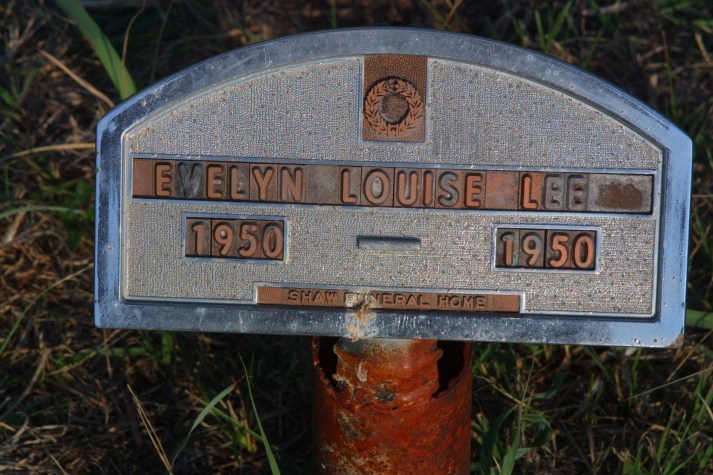 EVELYN LOUISE LEE
1950 – 1950
SHAW FUNERAL HOME